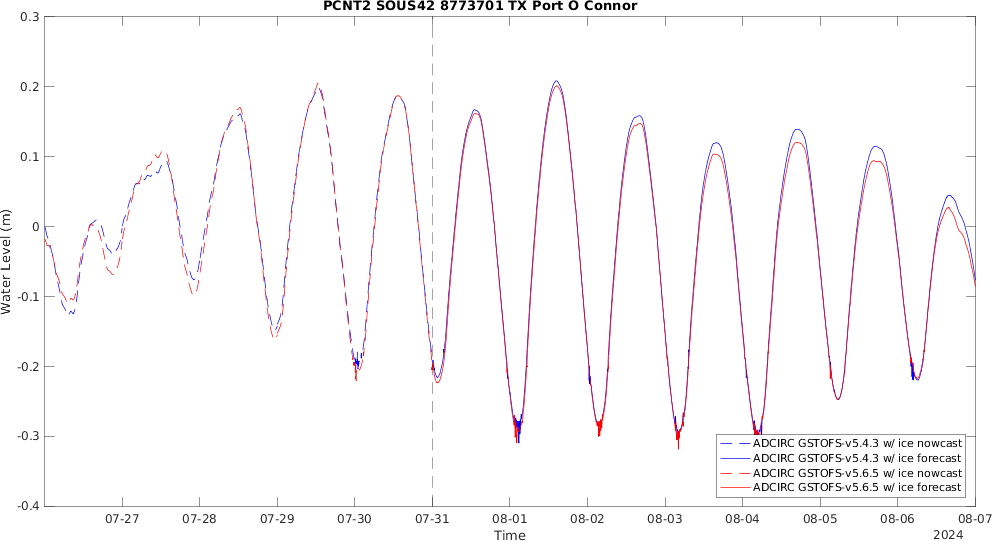 PCNT2 SOUS42 8773701 TX Port O Connor
0.3
0.2
0.1
0
-0.1
-0.2
-0.3
-0.4
Water Level (m)
07-27 07-28 07-29 07-30 07-31 08-01 08-02 08-03 08-04 08-05 08-06 08-07
Time
2024
ADCIRC GSTOFS-v5.4.3 w/ ice nowcast
ADCIRC GSTOFS-v5.4.3 w/ ice forecast
ADCIRC GSTOFS-v5.6.5 w/ ice nowcast
ADCIRC GSTOFS-v5.6.5 w/ ice forecast